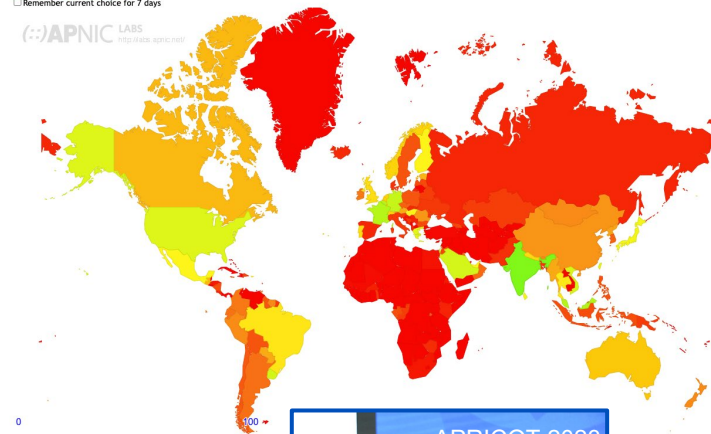 Remember current choice for 7 days
(::)APNIC LABS
http://labs.apnic.net/
0
100